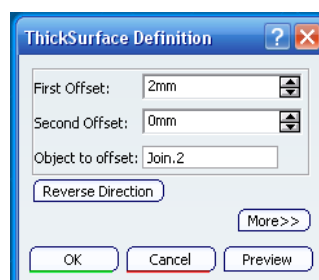 ThickSurface Definition ? X
First Offset: 2mm
Second Offset: 0mm
Object to offset: Join.2
Reverse Direction
More>>
OK Cancel Preview